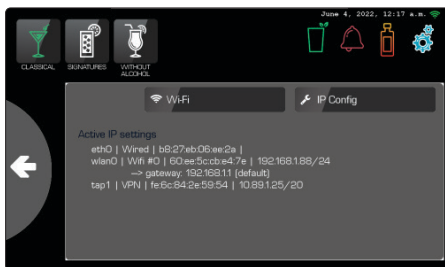 June 4, 2022, 12:17 a.m.
CLASSICAL
SIGNATURES
WITHOUT
ALCOHOL
Wi-Fi
IP Config
Active IP settings
eth0 | Wired | b8:27:eb:06:ee:2a |
wlan0 | Wifi #0 | 60:ee:5c:cb:e4:7e | 192.168.1.88/24
--> gateway: 192.168.1.1 (default)
tap1 | VPN | fe:6c:84:2e:59:54 | 10.89.1.25/20